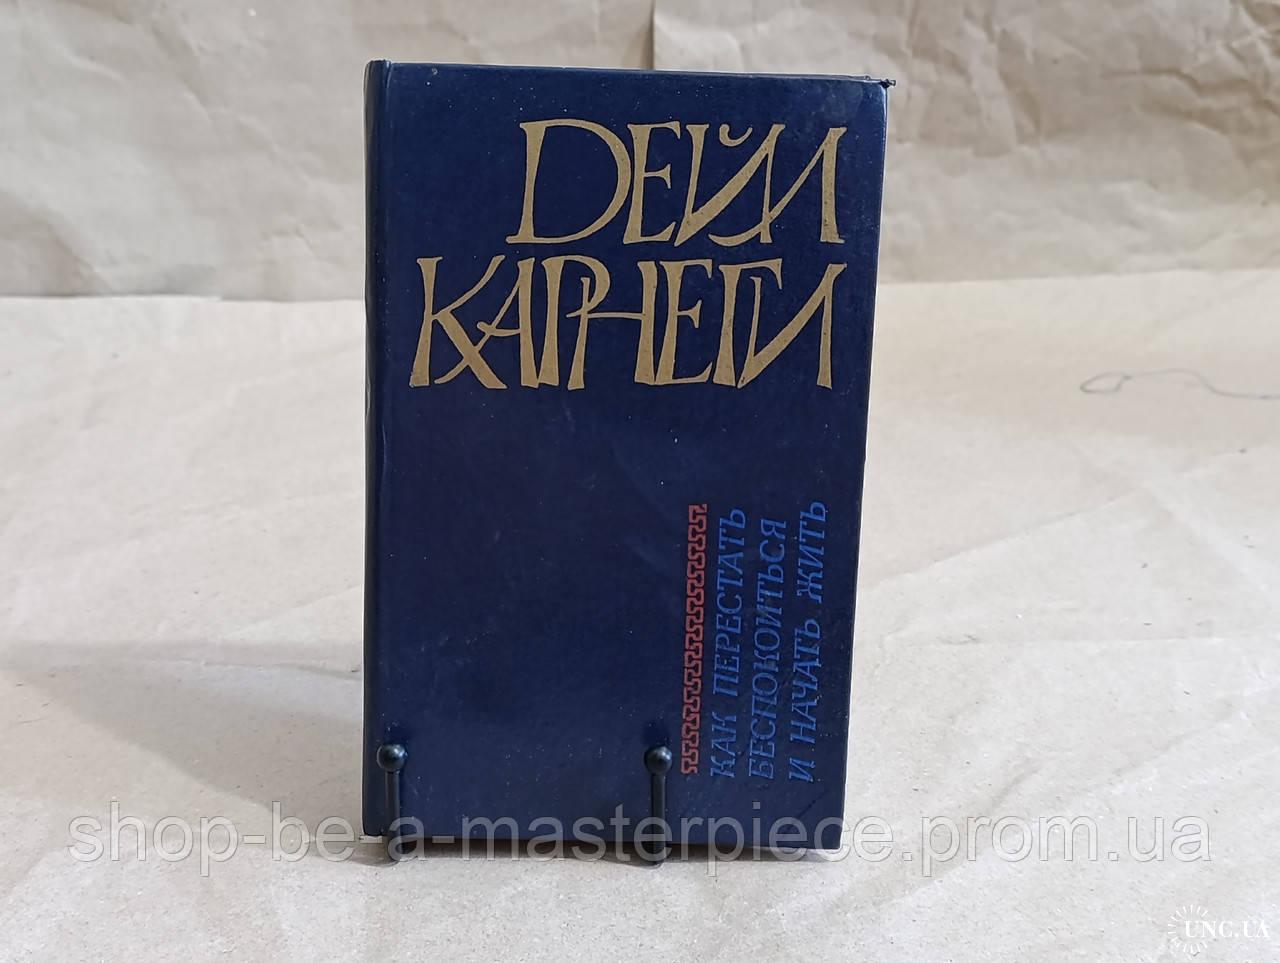 ДЕЙЛ
КАРНЕГИ
КАК ПЕРЕСТАТЬ
БЕСПОКОИТЬСЯ
И НАЧАТЬ ЖИТЬ
shop-be-a-masterpiece.prom.ua
UNC.UA